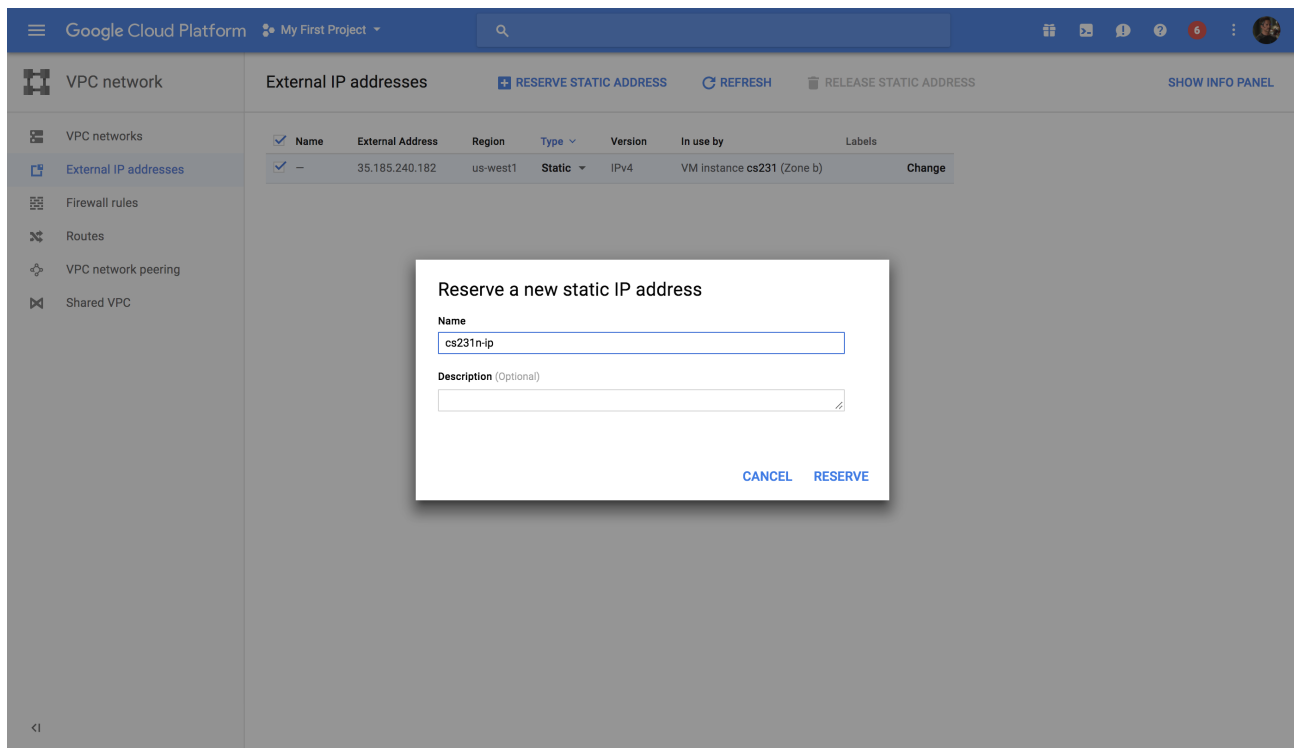 Google Cloud Platform My First Project 6
VPC network External IP addresses RESERVE STATIC ADDRESS REFRESH RELEASE STATIC ADDRESS SHOW INFO PANEL
VPC networks
External IP addresses
Firewall rules
Routes
VPC network peering
Shared VPC
Name External Address Region Type Version In use by Labels
— 35.185.240.182 us-west1 Static IPv4 VM instance cs231 (Zone b) Change
Reserve a new static IP address
Name
cs231n-ip
Description (Optional)
CANCEL RESERVE